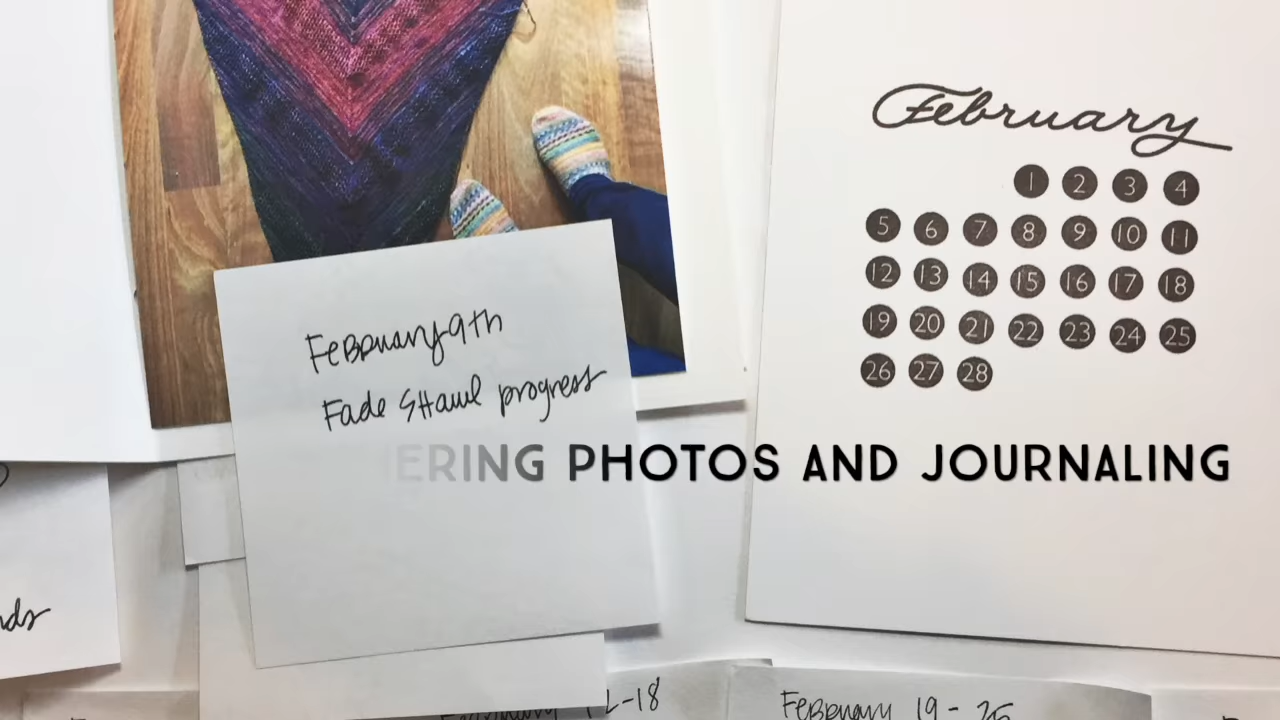 February
1 2 3 4
5 6 7 8 9 10 11
12 13 14 15 16 17 18
19 20 21 22 23 24 25
26 27 28
February 9th
Fade Shawl progress
ERING PHOTOS AND JOURNALING
February 19 - 25